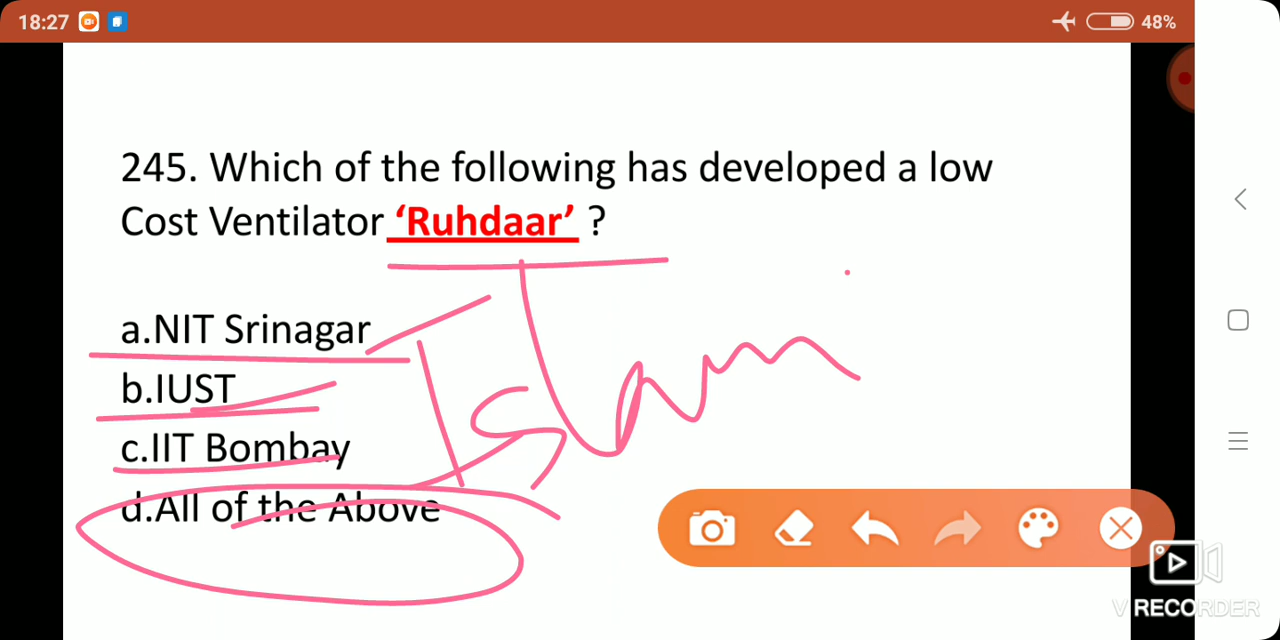 18:27
48%
245. Which of the following has developed a low
Cost Ventilator ‘Ruhdaar’ ?
a.NIT Srinagar
b.IUST
c.IIT Bombay
d.All of the Above
Islam
V RECORDER